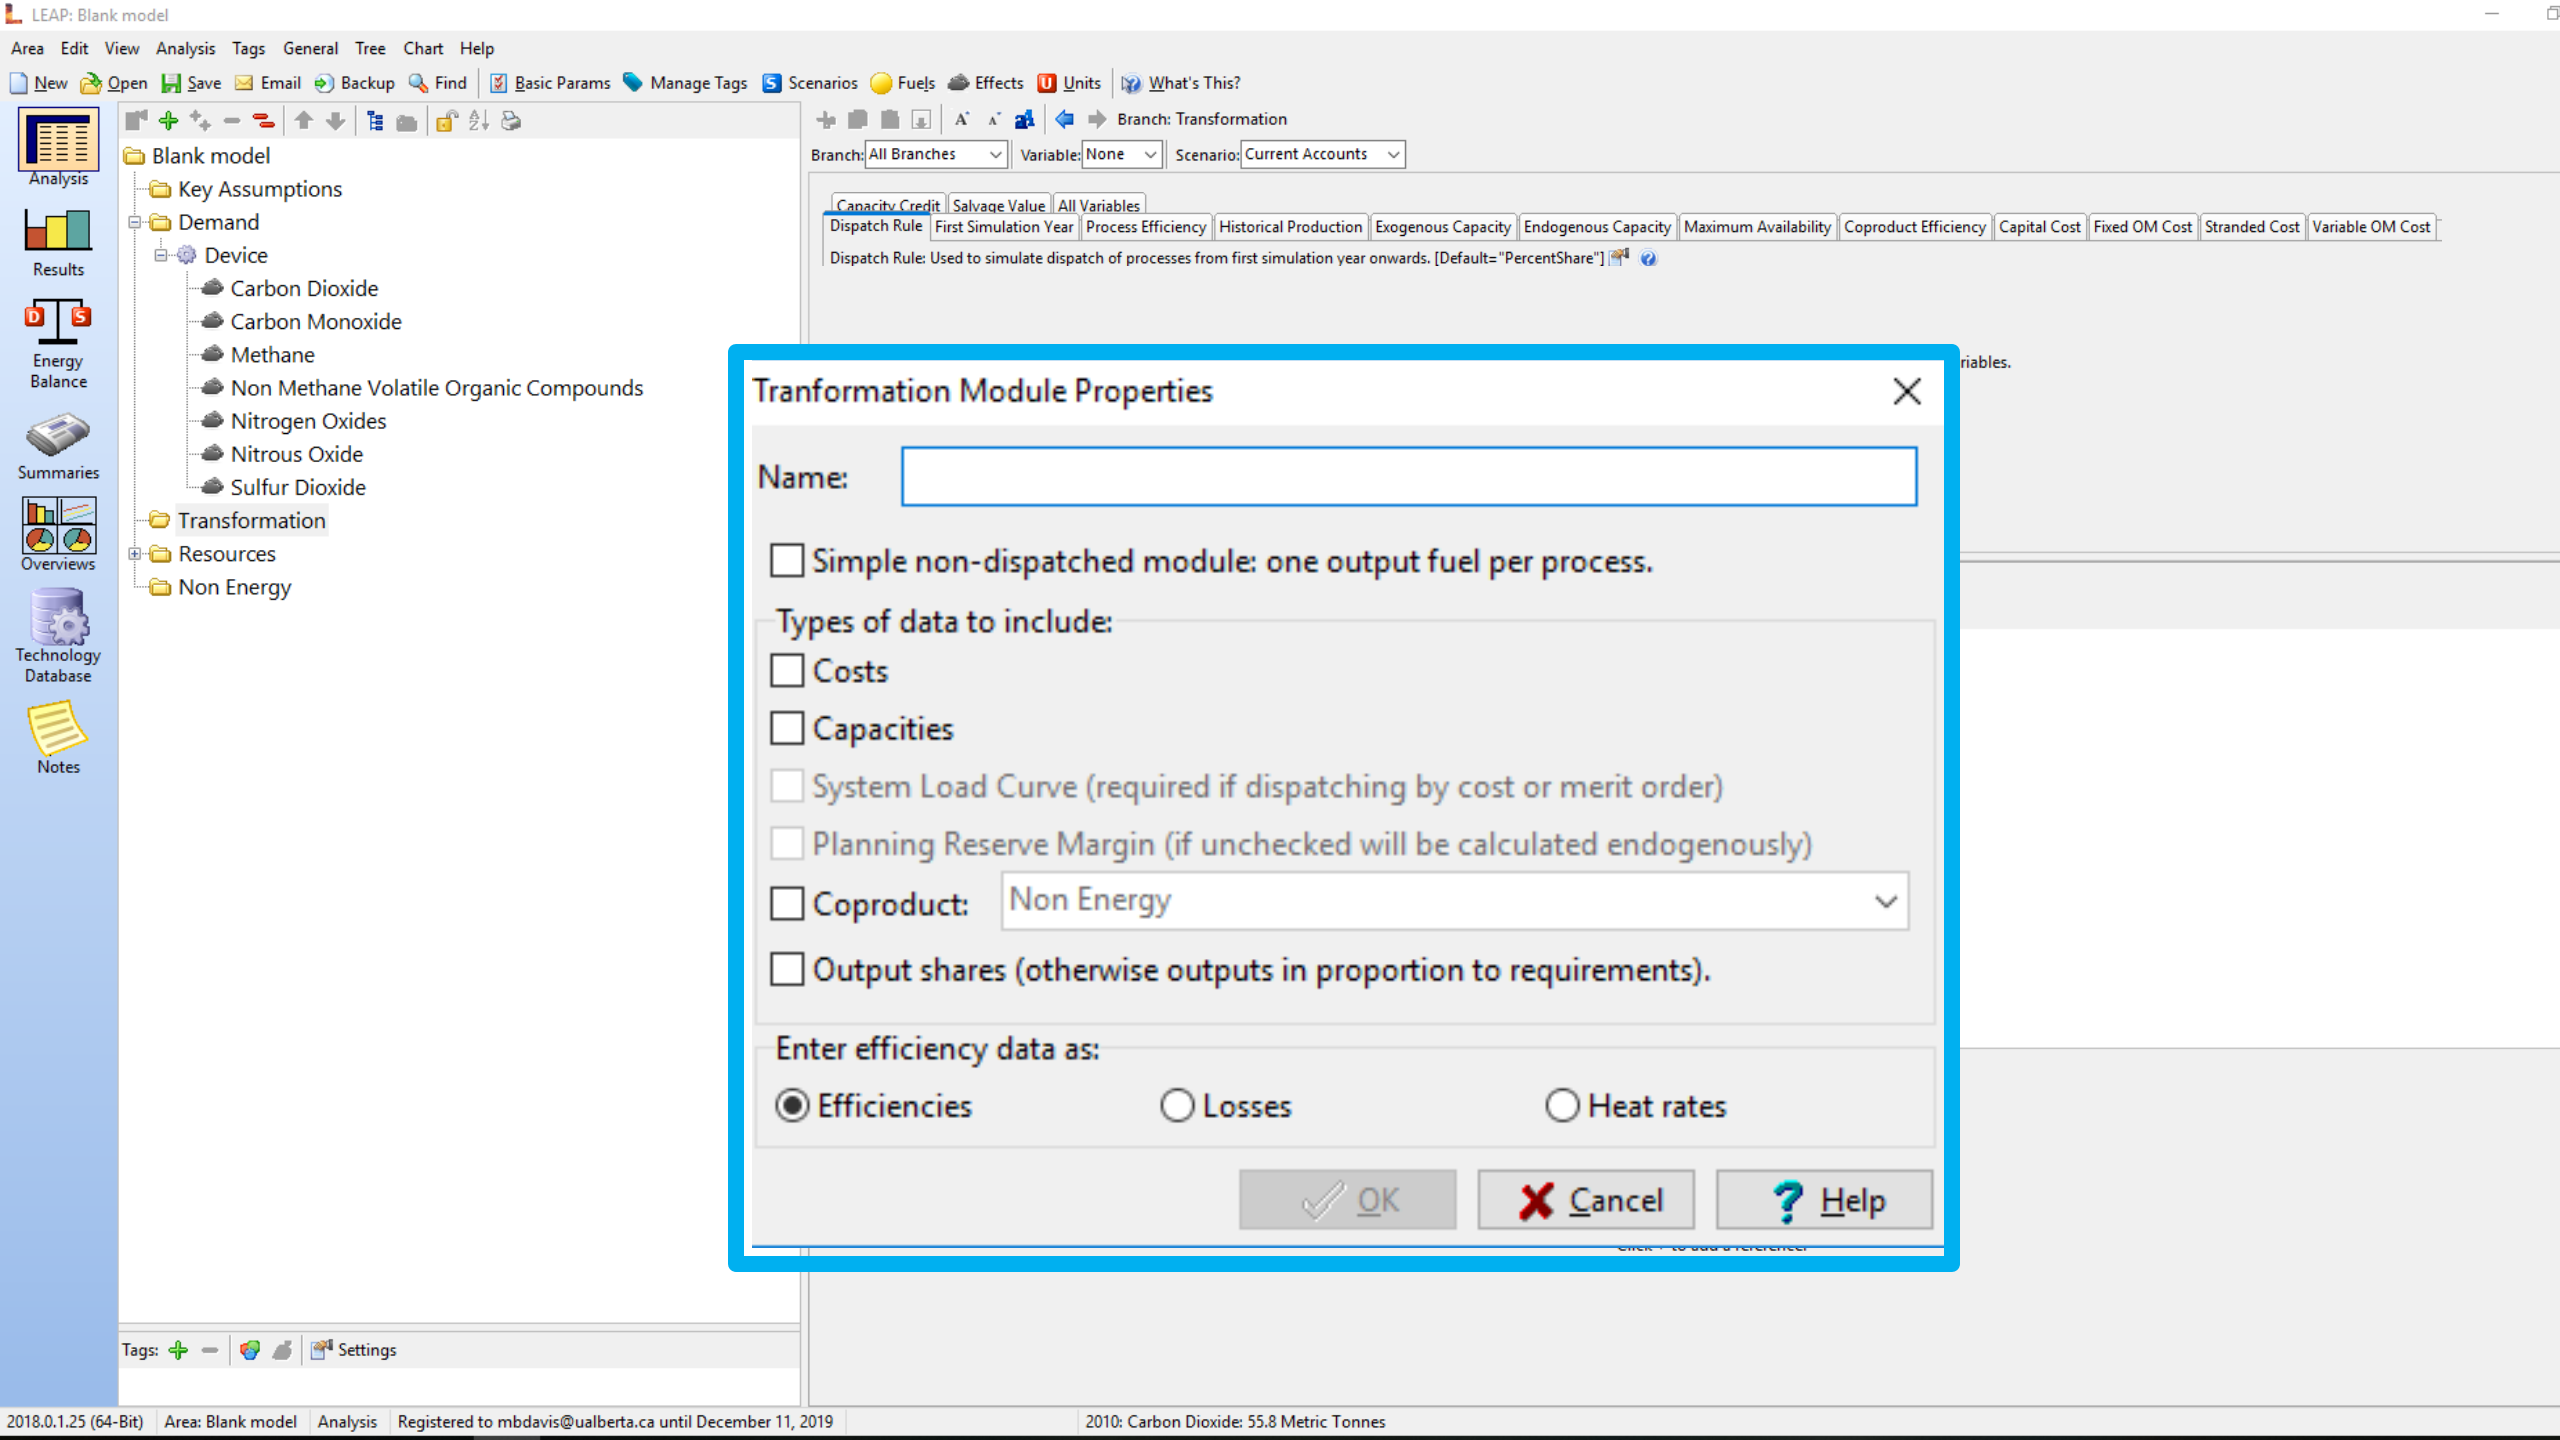 LEAP: Blank model
Area Edit View Analysis Tags General Tree Chart Help
New Open Save Email Backup Find Basic Params Manage Tags Scenarios Fuels Effects Units What's This?
Analysis
Results
Energy
Balance
Summaries
Overviews
Technology
Database
Notes
Blank model
Key Assumptions
Demand
Device
Carbon Dioxide
Carbon Monoxide
Methane
Non Methane Volatile Organic Compounds
Nitrogen Oxides
Nitrous Oxide
Sulfur Dioxide
Transformation
Resources
Non Energy
Tags: Settings
Branch: Transformation
Branch: All Branches Variable: None Scenario: Current Accounts
Capacity Credit Salvage Value All Variables
Dispatch Rule First Simulation Year Process Efficiency Historical Production Exogenous Capacity Endogenous Capacity Maximum Availability Coproduct Efficiency Capital Cost Fixed OM Cost Stranded Cost Variable OM Cost
Dispatch Rule: Used to simulate dispatch of processes from first simulation year onwards. [Default="PercentShare"]
riables.
Tranformation Module Properties
Name:
Simple non-dispatched module: one output fuel per process.
Types of data to include:
Costs
Capacities
System Load Curve (required if dispatching by cost or merit order)
Planning Reserve Margin (if unchecked will be calculated endogenously)
Coproduct: Non Energy
Output shares (otherwise outputs in proportion to requirements).
Enter efficiency data as:
Efficiencies Losses Heat rates
OK Cancel Help
2018.0.1.25 (64-Bit) Area: Blank model Analysis Registered to mbdavis@ualberta.ca until December 11, 2019 2010: Carbon Dioxide: 55.8 Metric Tonnes